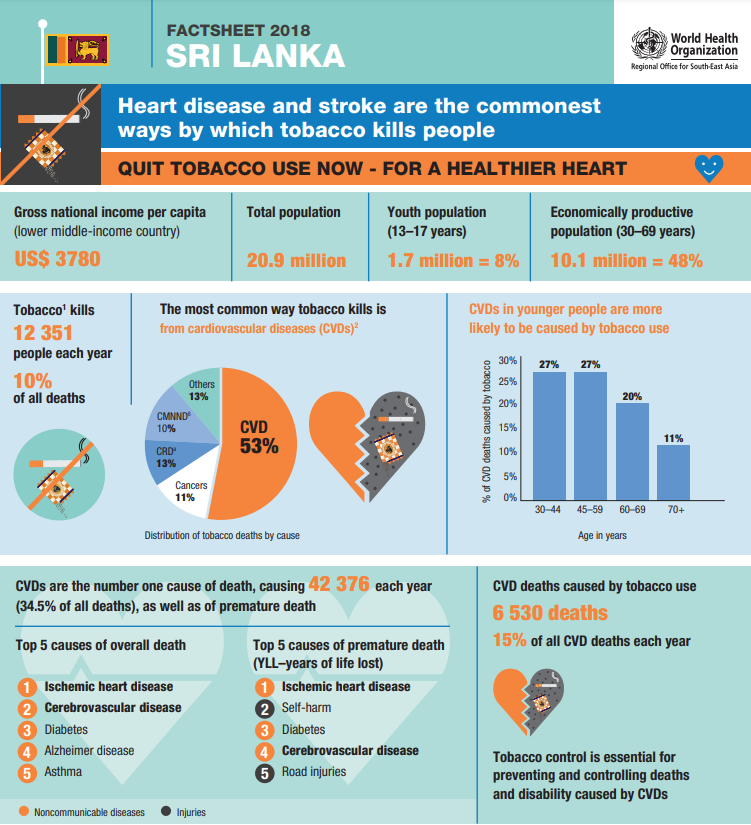 FACTSHEET 2018
SRI LANKA
World Health
Organization
Regional Office for South-East Asia
Heart disease and stroke are the commonest
ways by which tobacco kills people
QUIT TOBACCO USE NOW - FOR A HEALTHIER HEART
Gross national income per capita
(lower middle-income country)
US$ 3780
Total population
20.9 million
Youth population
(13–17 years)
1.7 million = 8%
Economically productive
population (30–69 years)
10.1 million = 48%
Tobacco¹ kills
12 351
people each year
10%
of all deaths
The most common way tobacco kills is
from cardiovascular diseases (CVDs)²
Others
13%
CMNND⁶
10%
CRDᵃ
13%
Cancers
11%
CVD
53%
Distribution of tobacco deaths by cause
CVDs in younger people are more
likely to be caused by tobacco use
% of CVD deaths caused by tobacco
30%
25%
20%
15%
10%
5%
0%
27%
27%
20%
11%
30–44
45–59
60–69
70+
Age in years
CVDs are the number one cause of death, causing 42 376 each year
(34.5% of all deaths), as well as of premature death
Top 5 causes of overall death
1 Ischemic heart disease
2 Cerebrovascular disease
3 Diabetes
4 Alzheimer disease
5 Asthma
Top 5 causes of premature death
(YLL–years of life lost)
1 Ischemic heart disease
2 Self-harm
3 Diabetes
4 Cerebrovascular disease
5 Road injuries
Noncommunicable diseases
Injuries
CVD deaths caused by tobacco use
6 530 deaths
15% of all CVD deaths each year
Tobacco control is essential for
preventing and controlling deaths
and disability caused by CVDs